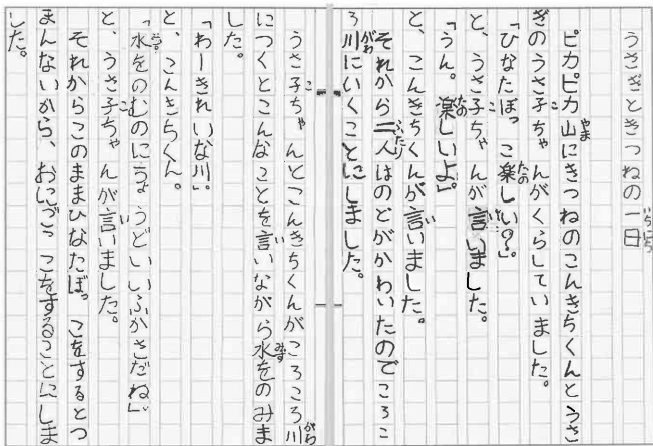 うさぎときつねの一日
ピカピカ山にきつねのこんきちくんとうさ
ぎのうさ子ちゃんがくらしていました。
「ひなたぼっこ楽しい?」。
と、うさ子ちゃんが言いました。
「うん。楽しいよ」。
と、こんきちくんが言いました。
それから二人はのどがかわいたのでころこ
ろ川にいくことにしました。
うさ子ちゃんとこんきちくんがころころ川
につくとこんなことを言いながら水をのみま
した。
「わーきれいな川」。
と、こんきちくん。
「水をのむのにちょうどいいふかさだね」。
と、うさ子ちゃんが言いました。
それからこのままひなたぼっこをするとつ
まんないから、おにごっこをすることにしま
した。